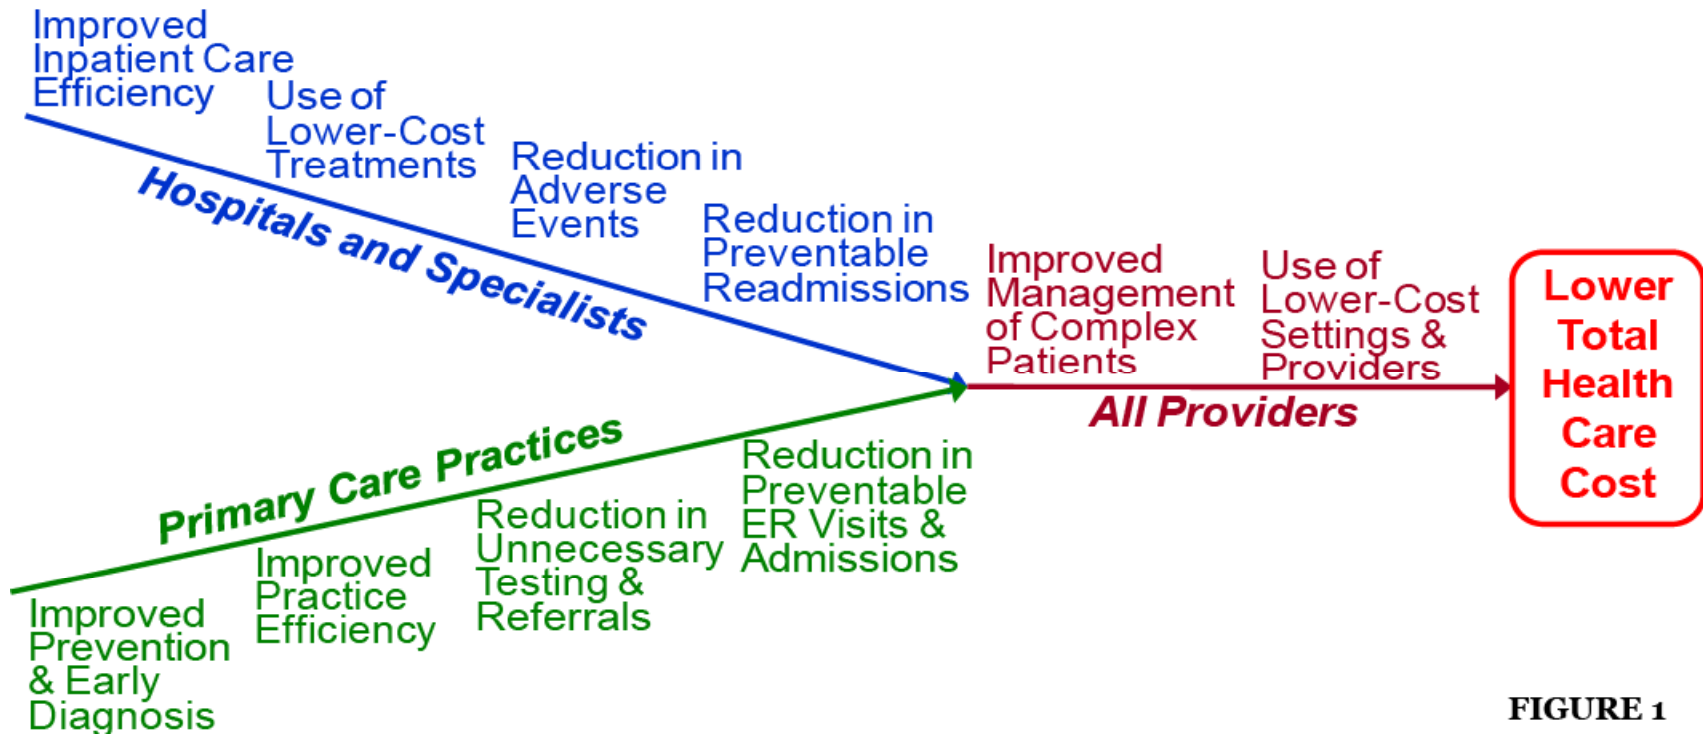 Improved
Inpatient Care
Efficiency
Use of
Lower-Cost
Treatments
Reduction in
Adverse
Events
Reduction in
Preventable
Readmissions
Hospitals and Specialists
Improved
Management
of Complex
Patients
Use of
Lower-Cost
Settings &
Providers
All Providers
Lower
Total
Health
Care
Cost
Primary Care Practices
Improved
Prevention
& Early
Diagnosis
Improved
Practice
Efficiency
Reduction in
Unnecessary
Testing &
Referrals
Reduction in
Preventable
ER Visits &
Admissions
FIGURE 1